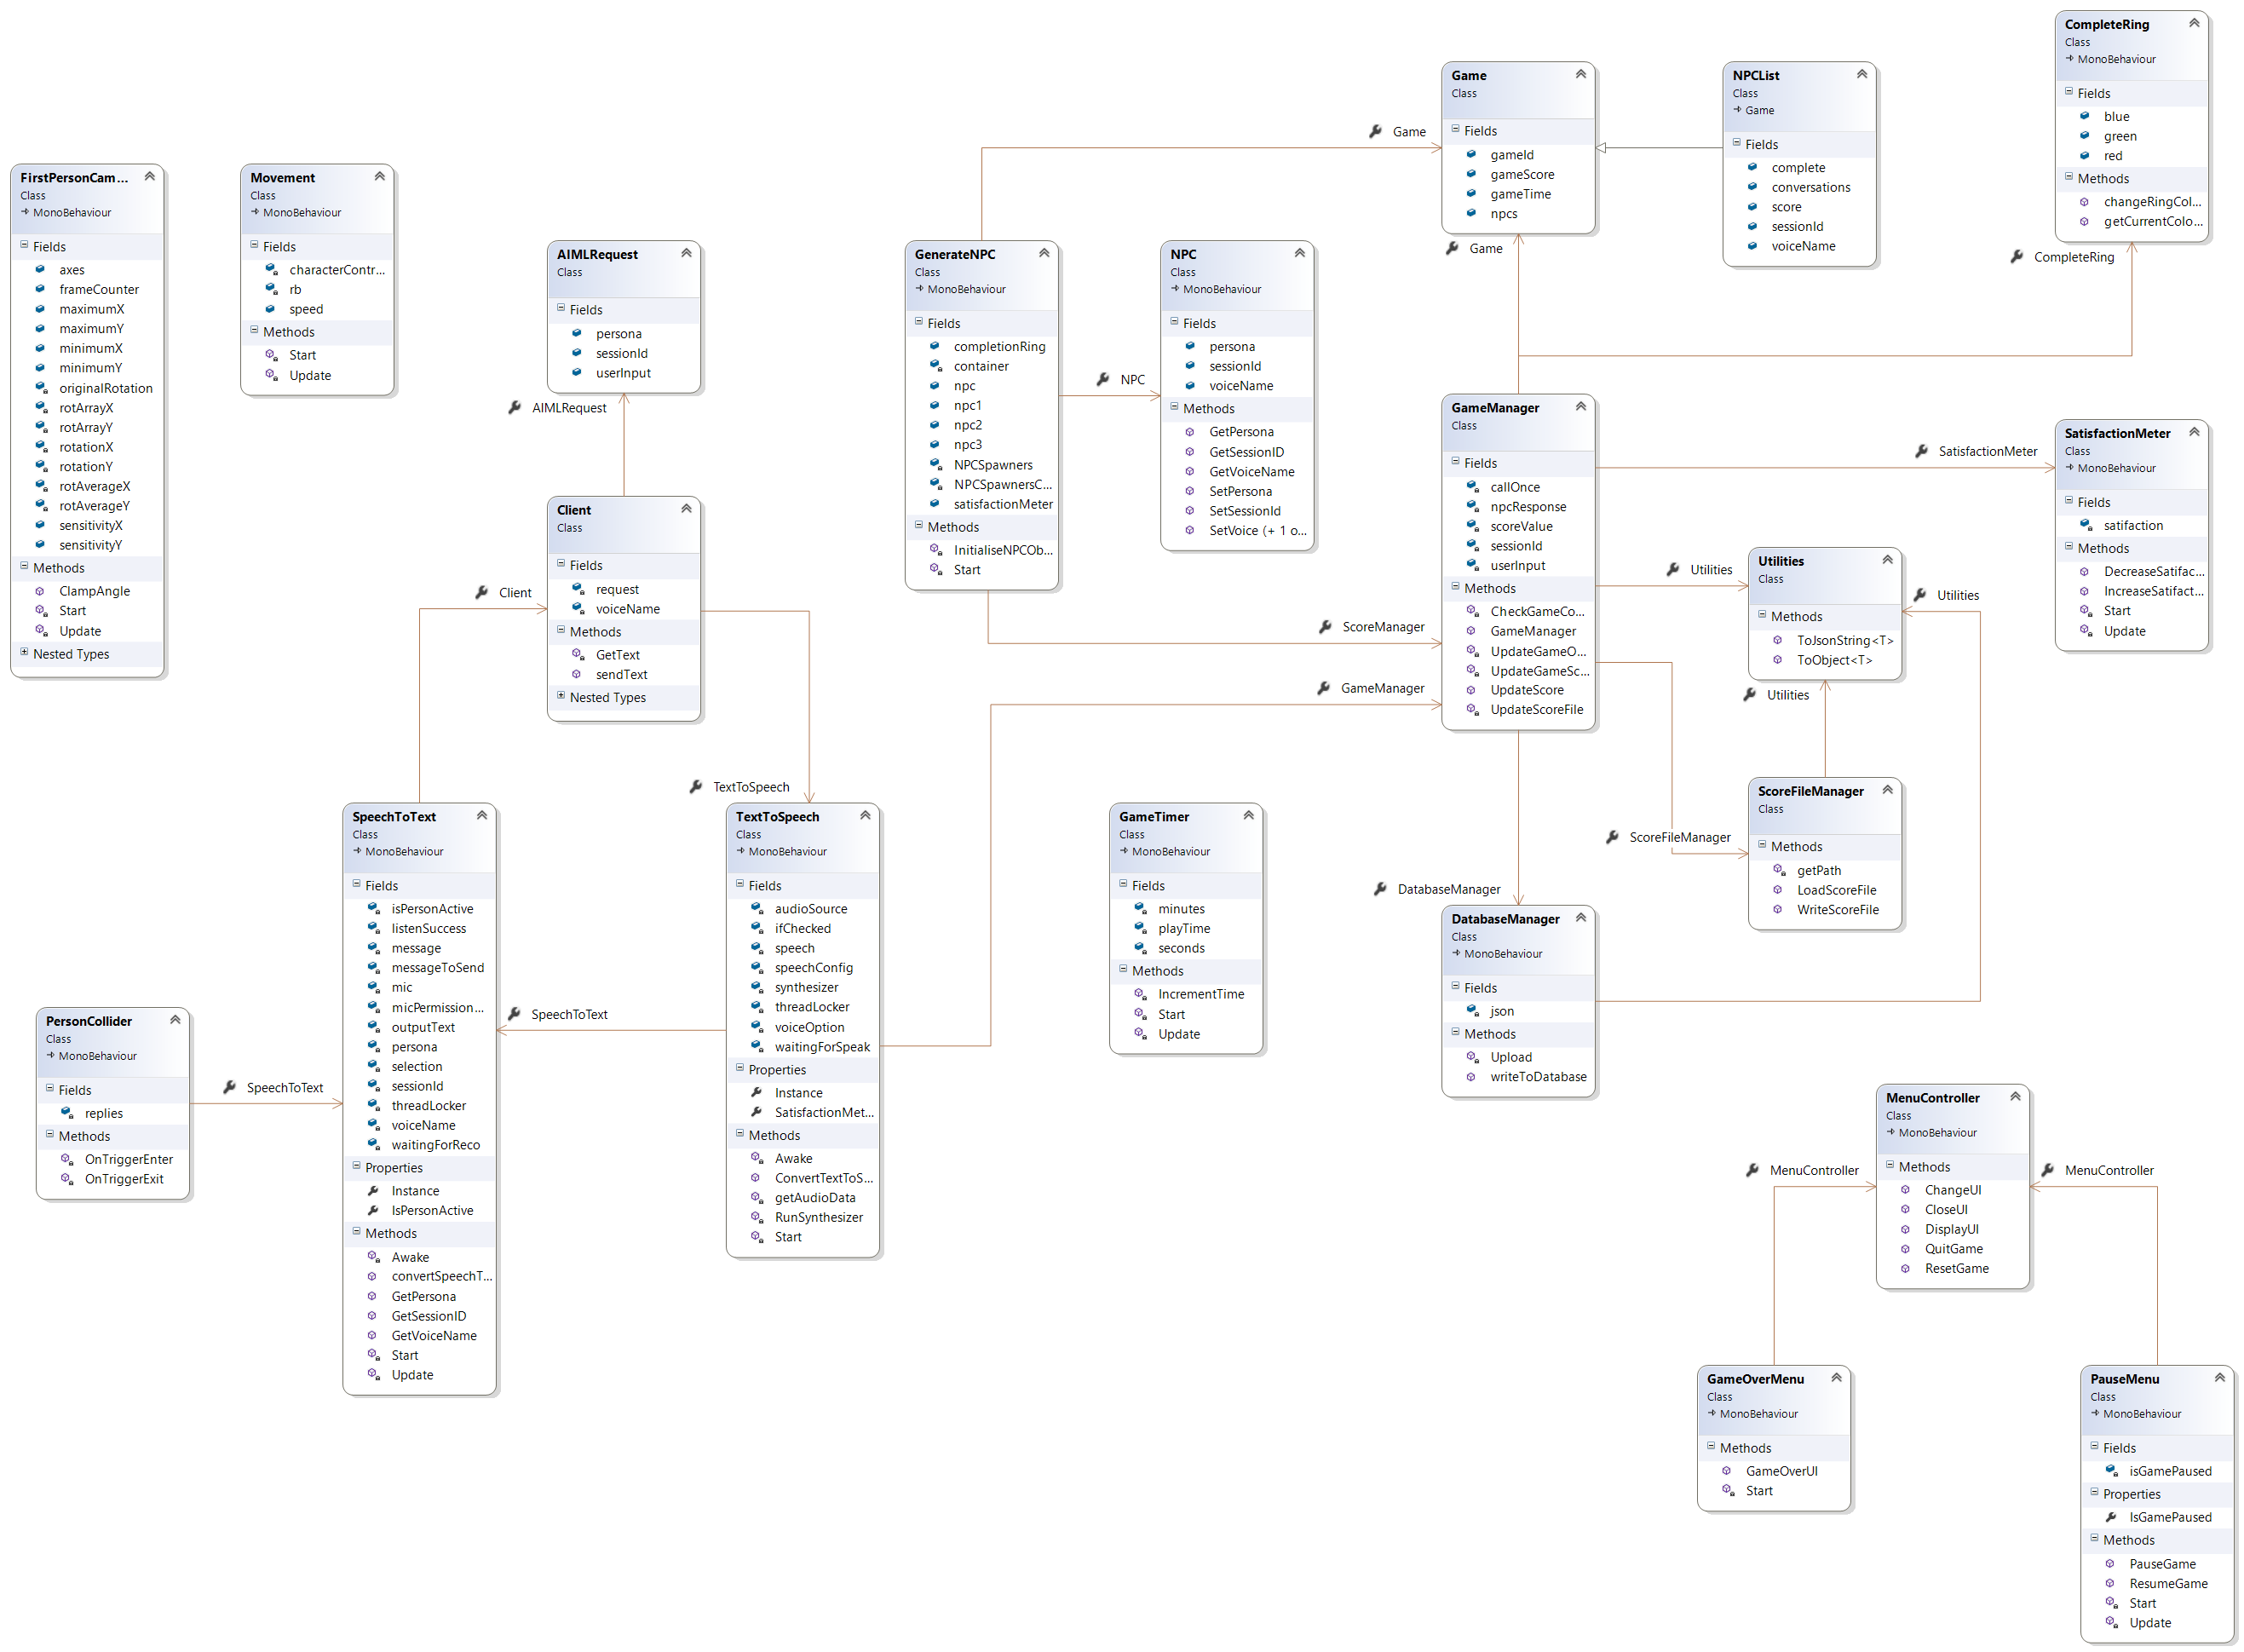 FirstPersonCam...
Class
MonoBehaviour
Fields
axes
frameCounter
maximumX
maximumY
minimumX
minimumY
originalRotation
rotArrayX
rotArrayY
rotationX
rotationY
rotAverageX
rotAverageY
sensitivityX
sensitivityY
Methods
ClampAngle
Start
Update
Nested Types
Movement
Class
MonoBehaviour
Fields
characterContr...
rb
speed
Methods
Start
Update
AIMLRequest
Class
Fields
persona
sessionId
userInput
AIMLRequest
Client
Class
Fields
request
voiceName
Methods
GetText
sendText
Nested Types
Client
TextToSpeech
PersonCollider
Class
MonoBehaviour
Fields
replies
Methods
OnTriggerEnter
OnTriggerExit
SpeechToText
SpeechToText
Class
MonoBehaviour
Fields
isPersonActive
listenSuccess
message
messageToSend
mic
micPermission...
outputText
persona
selection
sessionId
threadLocker
voiceName
waitingForReco
Properties
Instance
IsPersonActive
Methods
Awake
convertSpeechT...
GetPersona
GetSessionID
GetVoiceName
Start
Update
SpeechToText
TextToSpeech
Class
MonoBehaviour
Fields
audioSource
ifChecked
speech
speechConfig
synthesizer
threadLocker
voiceOption
waitingForSpeak
Properties
Instance
SatisfactionMet...
Methods
Awake
ConvertTextToS...
getAudioData
RunSynthesizer
Start
GenerateNPC
Class
MonoBehaviour
Fields
completionRing
container
npc
npc1
npc2
npc3
NPCSpawners
NPCSpawnersC...
satisfactionMeter
Methods
InitialiseNPCOb...
Start
NPC
NPC
Class
MonoBehaviour
Fields
persona
sessionId
voiceName
Methods
GetPersona
GetSessionID
GetVoiceName
SetPersona
SetSessionId
SetVoice (+ 1 o...
Game
ScoreManager
GameManager
GameTimer
Class
MonoBehaviour
Fields
minutes
playTime
seconds
Methods
IncrementTime
Start
Update
Game
Class
Fields
gameId
gameScore
gameTime
npcs
Game
NPCList
Class
Game
Fields
complete
conversations
score
sessionId
voiceName
CompleteRing
Class
MonoBehaviour
Fields
blue
green
red
Methods
changeRingCol...
getCurrentColo...
CompleteRing
GameManager
Class
Fields
callOnce
npcResponse
scoreValue
sessionId
userInput
Methods
CheckGameCo...
GameManager
UpdateGameO...
UpdateGameSc...
UpdateScore
UpdateScoreFile
SatisfactionMeter
SatisfactionMeter
Class
MonoBehaviour
Fields
satifaction
Methods
DecreaseSatifac...
IncreaseSatifact...
Start
Update
Utilities
Utilities
Class
Methods
ToJsonString<T>
ToObject<T>
Utilities
Utilities
ScoreFileManager
ScoreFileManager
Class
Methods
getPath
LoadScoreFile
WriteScoreFile
DatabaseManager
DatabaseManager
Class
MonoBehaviour
Fields
json
Methods
Upload
writeToDatabase
MenuController
Class
MonoBehaviour
Methods
ChangeUI
CloseUI
DisplayUI
QuitGame
ResetGame
MenuController
MenuController
GameOverMenu
Class
MonoBehaviour
Methods
GameOverUI
Start
PauseMenu
Class
MonoBehaviour
Fields
isGamePaused
Properties
IsGamePaused
Methods
PauseGame
ResumeGame
Start
Update